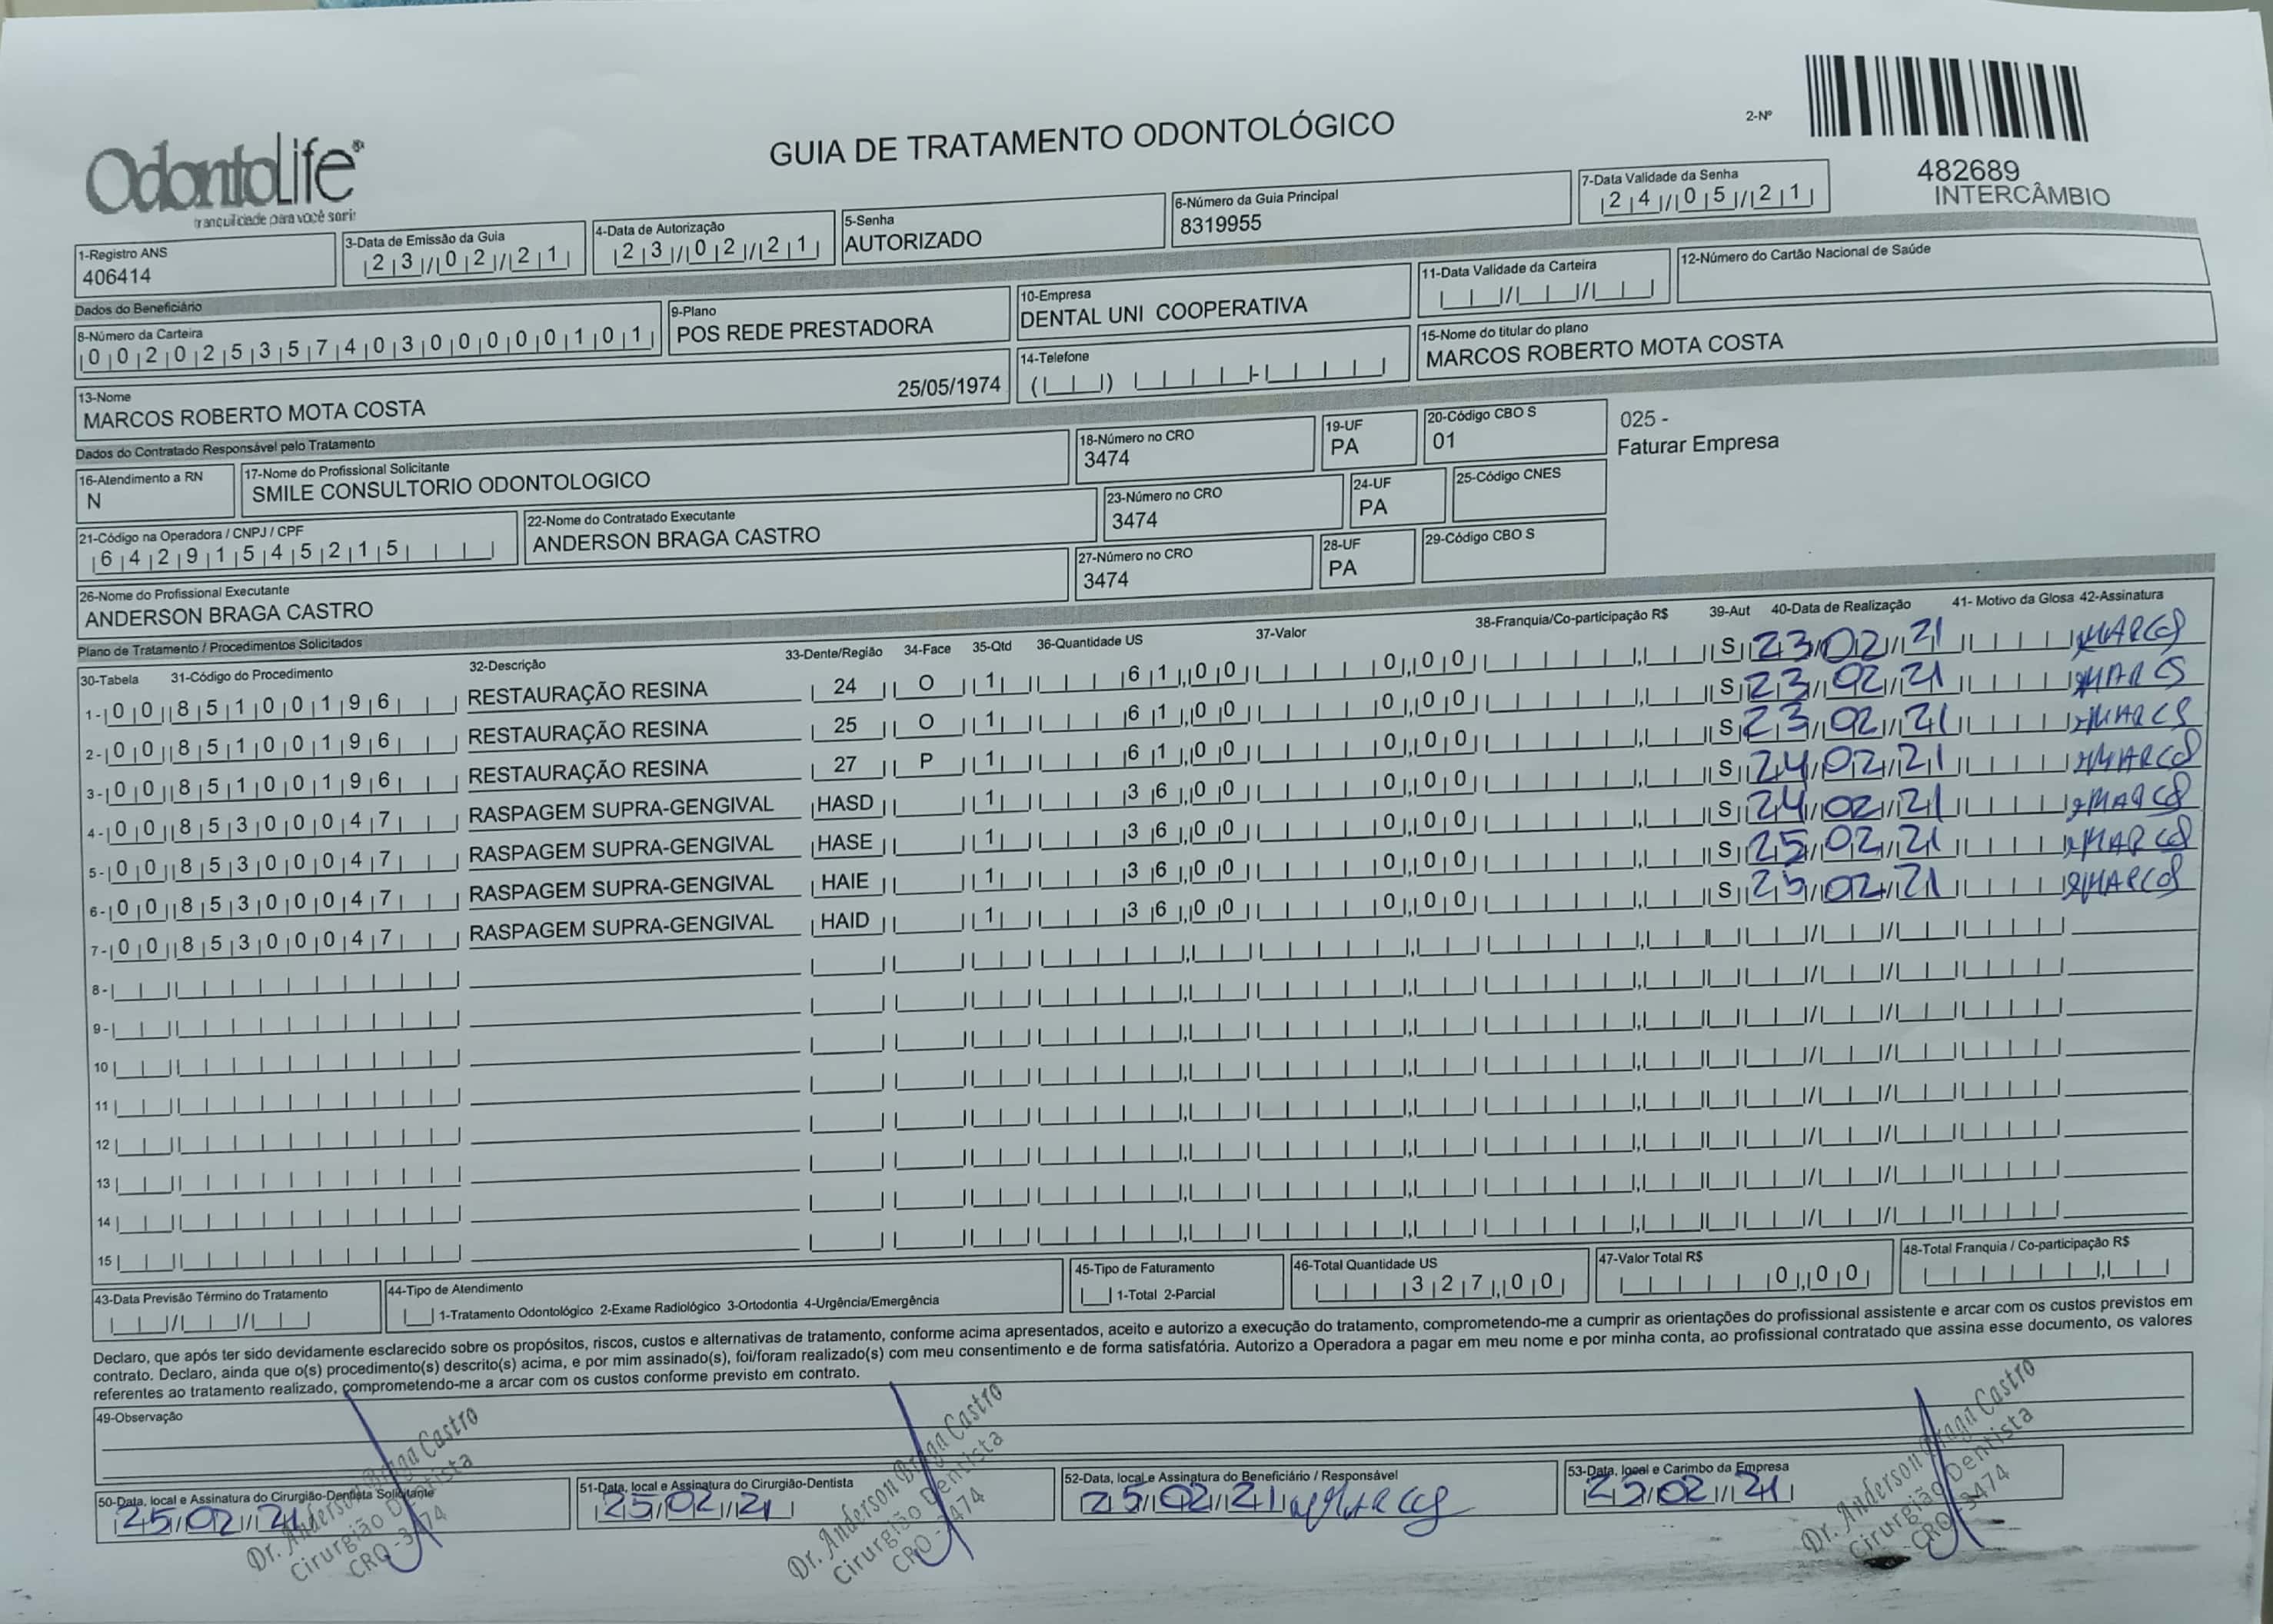 OdontoLife®
tranquilidade para você sorrir
GUIA DE TRATAMENTO ODONTOLÓGICO
2-Nº
482689
INTERCÂMBIO
1-Registro ANS
406414
3-Data de Emissão da Guia
23/02/21
4-Data de Autorização
23/02/21
5-Senha
AUTORIZADO
6-Número da Guia Principal
8319955
7-Data Validade da Senha
24/05/21
Dados do Beneficiário
8-Número da Carteira
00202535740300000101
9-Plano
POS REDE PRESTADORA
10-Empresa
DENTAL UNI COOPERATIVA
11-Data Validade da Carteira
12-Número do Cartão Nacional de Saúde
13-Nome
MARCOS ROBERTO MOTA COSTA
25/05/1974
14-Telefone
15-Nome do titular do plano
MARCOS ROBERTO MOTA COSTA
Dados do Contratado Responsável pelo Tratamento
16-Atendimento a RN
N
17-Nome do Profissional Solicitante
SMILE CONSULTORIO ODONTOLOGICO
18-Número no CRO
3474
19-UF
PA
20-Código CBO S
01
025 -
Faturar Empresa
21-Código na Operadora / CNPJ / CPF
64291545215
22-Nome do Contratado Executante
ANDERSON BRAGA CASTRO
23-Número no CRO
3474
24-UF
PA
25-Código CNES
26-Nome do Profissional Executante
ANDERSON BRAGA CASTRO
27-Número no CRO
3474
28-UF
PA
29-Código CBO S
Plano de Tratamento / Procedimentos Solicitados
30-Tabela 31-Código do Procedimento 32-Descrição 33-Dente/Região 34-Face 35-Qtd 36-Quantidade US 37-Valor 38-Franquia/Co-participação R$ 39-Aut 40-Data de Realização 41- Motivo da Glosa 42-Assinatura
1- 00 85100196 RESTAURAÇÃO RESINA 24 O 1 61,00 0,00 S 23/02/21 MARCOS
2- 00 85100196 RESTAURAÇÃO RESINA 25 O 1 61,00 0,00 S 23/02/21 MARCS
3- 00 85100196 RESTAURAÇÃO RESINA 27 P 1 61,00 0,00 S 23/02/21 MARCS
4- 00 85300047 RASPAGEM SUPRA-GENGIVAL HASD 1 36,00 0,00 S 24/02/21 MARCOS
5- 00 85300047 RASPAGEM SUPRA-GENGIVAL HASE 1 36,00 0,00 S 24/02/21 MARCOS
6- 00 85300047 RASPAGEM SUPRA-GENGIVAL HAIE 1 36,00 0,00 S 25/02/21 MARCOS
7- 00 85300047 RASPAGEM SUPRA-GENGIVAL HAID 1 36,00 0,00 S 25/02/21 MARCOS
8-
9-
10
11
12
13
14
15
43-Data Previsão Término do Tratamento
44-Tipo de Atendimento
1-Tratamento Odontológico 2-Exame Radiológico 3-Ortodontia 4-Urgência/Emergência
45-Tipo de Faturamento
1-Total 2-Parcial
46-Total Quantidade US
327,00
47-Valor Total R$
0,00
48-Total Franquia / Co-participação R$
Declaro, que após ter sido devidamente esclarecido sobre os propósitos, riscos, custos e alternativas de tratamento, conforme acima apresentados, aceito e autorizo a execução do tratamento, comprometendo-me a cumprir as orientações do profissional assistente e arcar com os custos previstos em
contrato. Declaro, ainda que o(s) procedimento(s) descrito(s) acima, e por mim assinado(s), foi/foram realizado(s) com meu consentimento e de forma satisfatória. Autorizo a Operadora a pagar em meu nome e por minha conta, ao profissional contratado que assina esse documento, os valores
referentes ao tratamento realizado, comprometendo-me a arcar com os custos conforme previsto em contrato.
49-Observação
50-Data, local e Assinatura do Cirurgião-Dentista Solicitante
25/02/21
Dr. Anderson Braga Castro
Cirurgião Dentista
CRO - 3474
51-Data, local e Assinatura do Cirurgião-Dentista
25/02/21
Dr. Anderson Braga Castro
Cirurgião Dentista
CRO - 3474
52-Data, local e Assinatura do Beneficiário / Responsável
25/02/21 MARCOS
53-Data, local e Carimbo da Empresa
25/02/21
Dr. Anderson Braga Castro
Cirurgião Dentista
CRO - 3474